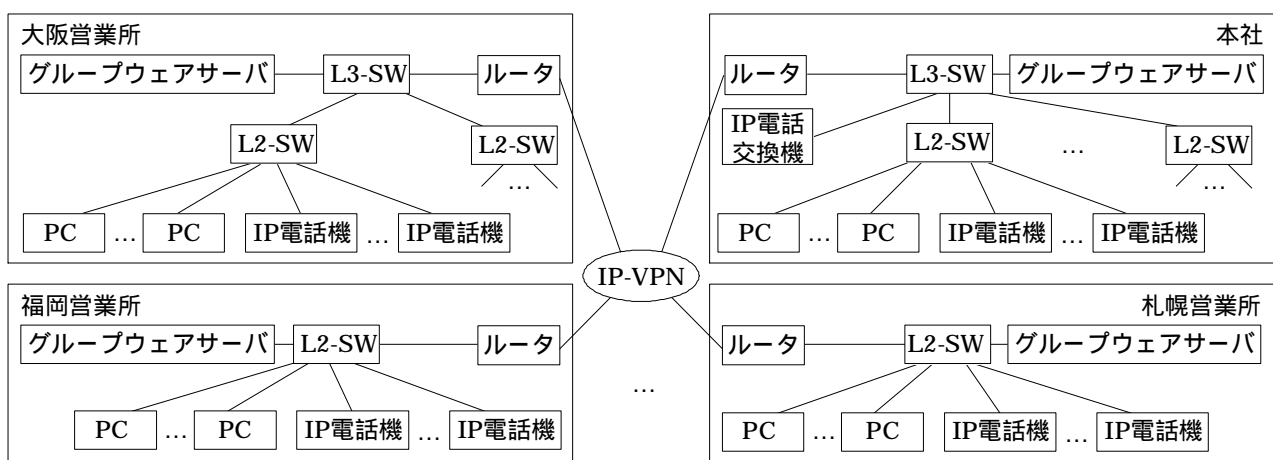 大阪営業所
グループウェアサーバ L3-SW ルータ
L2-SW L2-SW
…
PC … PC IP電話機 … IP電話機
本社
ルータ L3-SW グループウェアサーバ
IP電話
交換機
L2-SW … L2-SW
…
PC … PC IP電話機 … IP電話機
IP-VPN
福岡営業所
グループウェアサーバ L2-SW ルータ
PC … PC IP電話機 … IP電話機
…
札幌営業所
ルータ L2-SW グループウェアサーバ
PC … PC IP電話機 … IP電話機